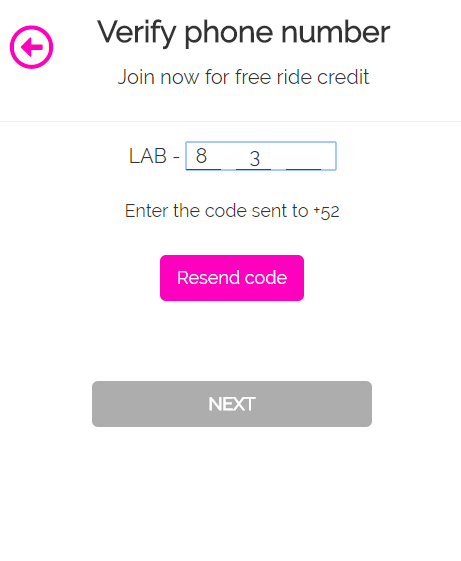 Verify phone number
Join now for free ride credit
LAB - 8 3
Enter the code sent to +52
Resend code
NEXT